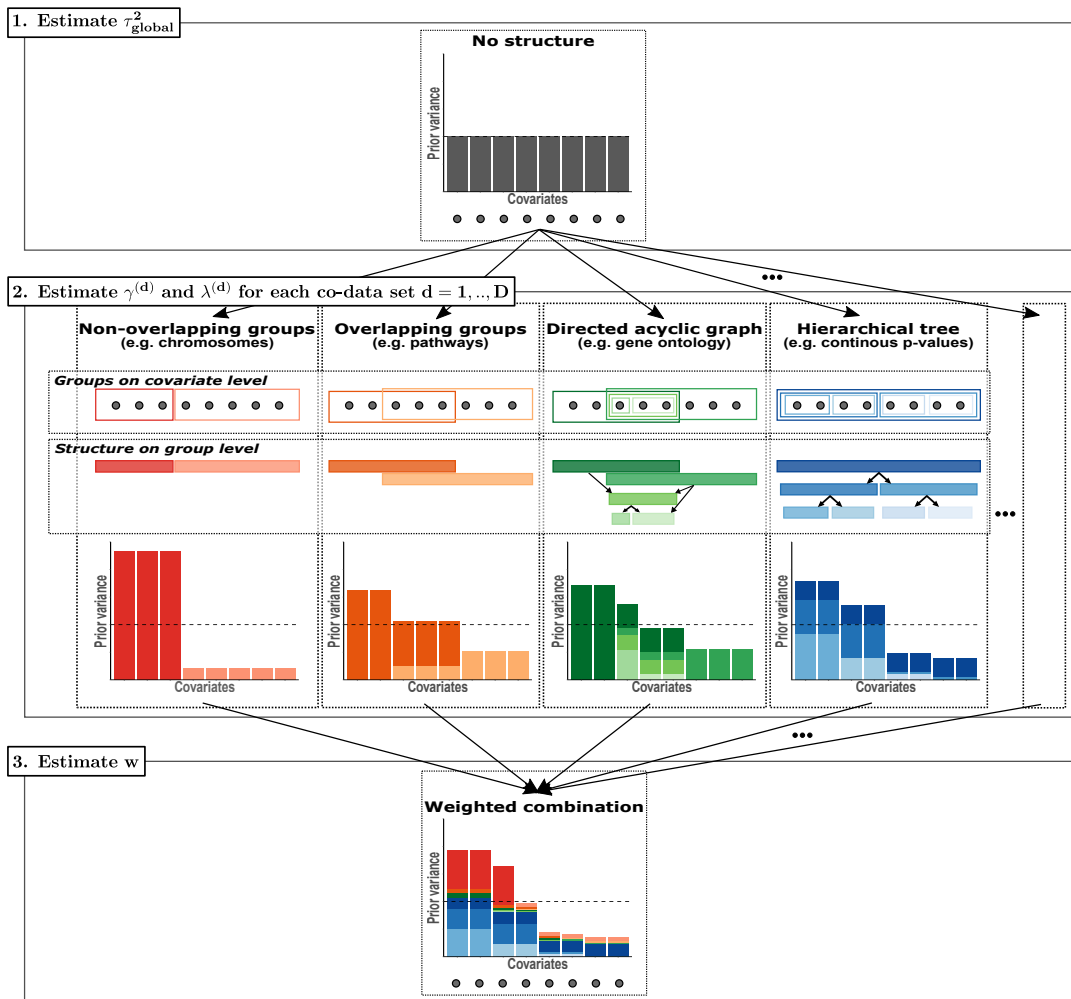 1. Estimate τ²global
No structure
Prior variance
Covariates
...
2. Estimate γ(d) and λ(d) for each co-data set d = 1, .., D
Non-overlapping groups
(e.g. chromosomes)
Overlapping groups
(e.g. pathways)
Directed acyclic graph
(e.g. gene ontology)
Hierarchical tree
(e.g. continous p-values)
Groups on covariate level
Structure on group level
...
Prior variance
Covariates
Prior variance
Covariates
Prior variance
Covariates
Prior variance
Covariates
...
3. Estimate w
Weighted combination
Prior variance
Covariates